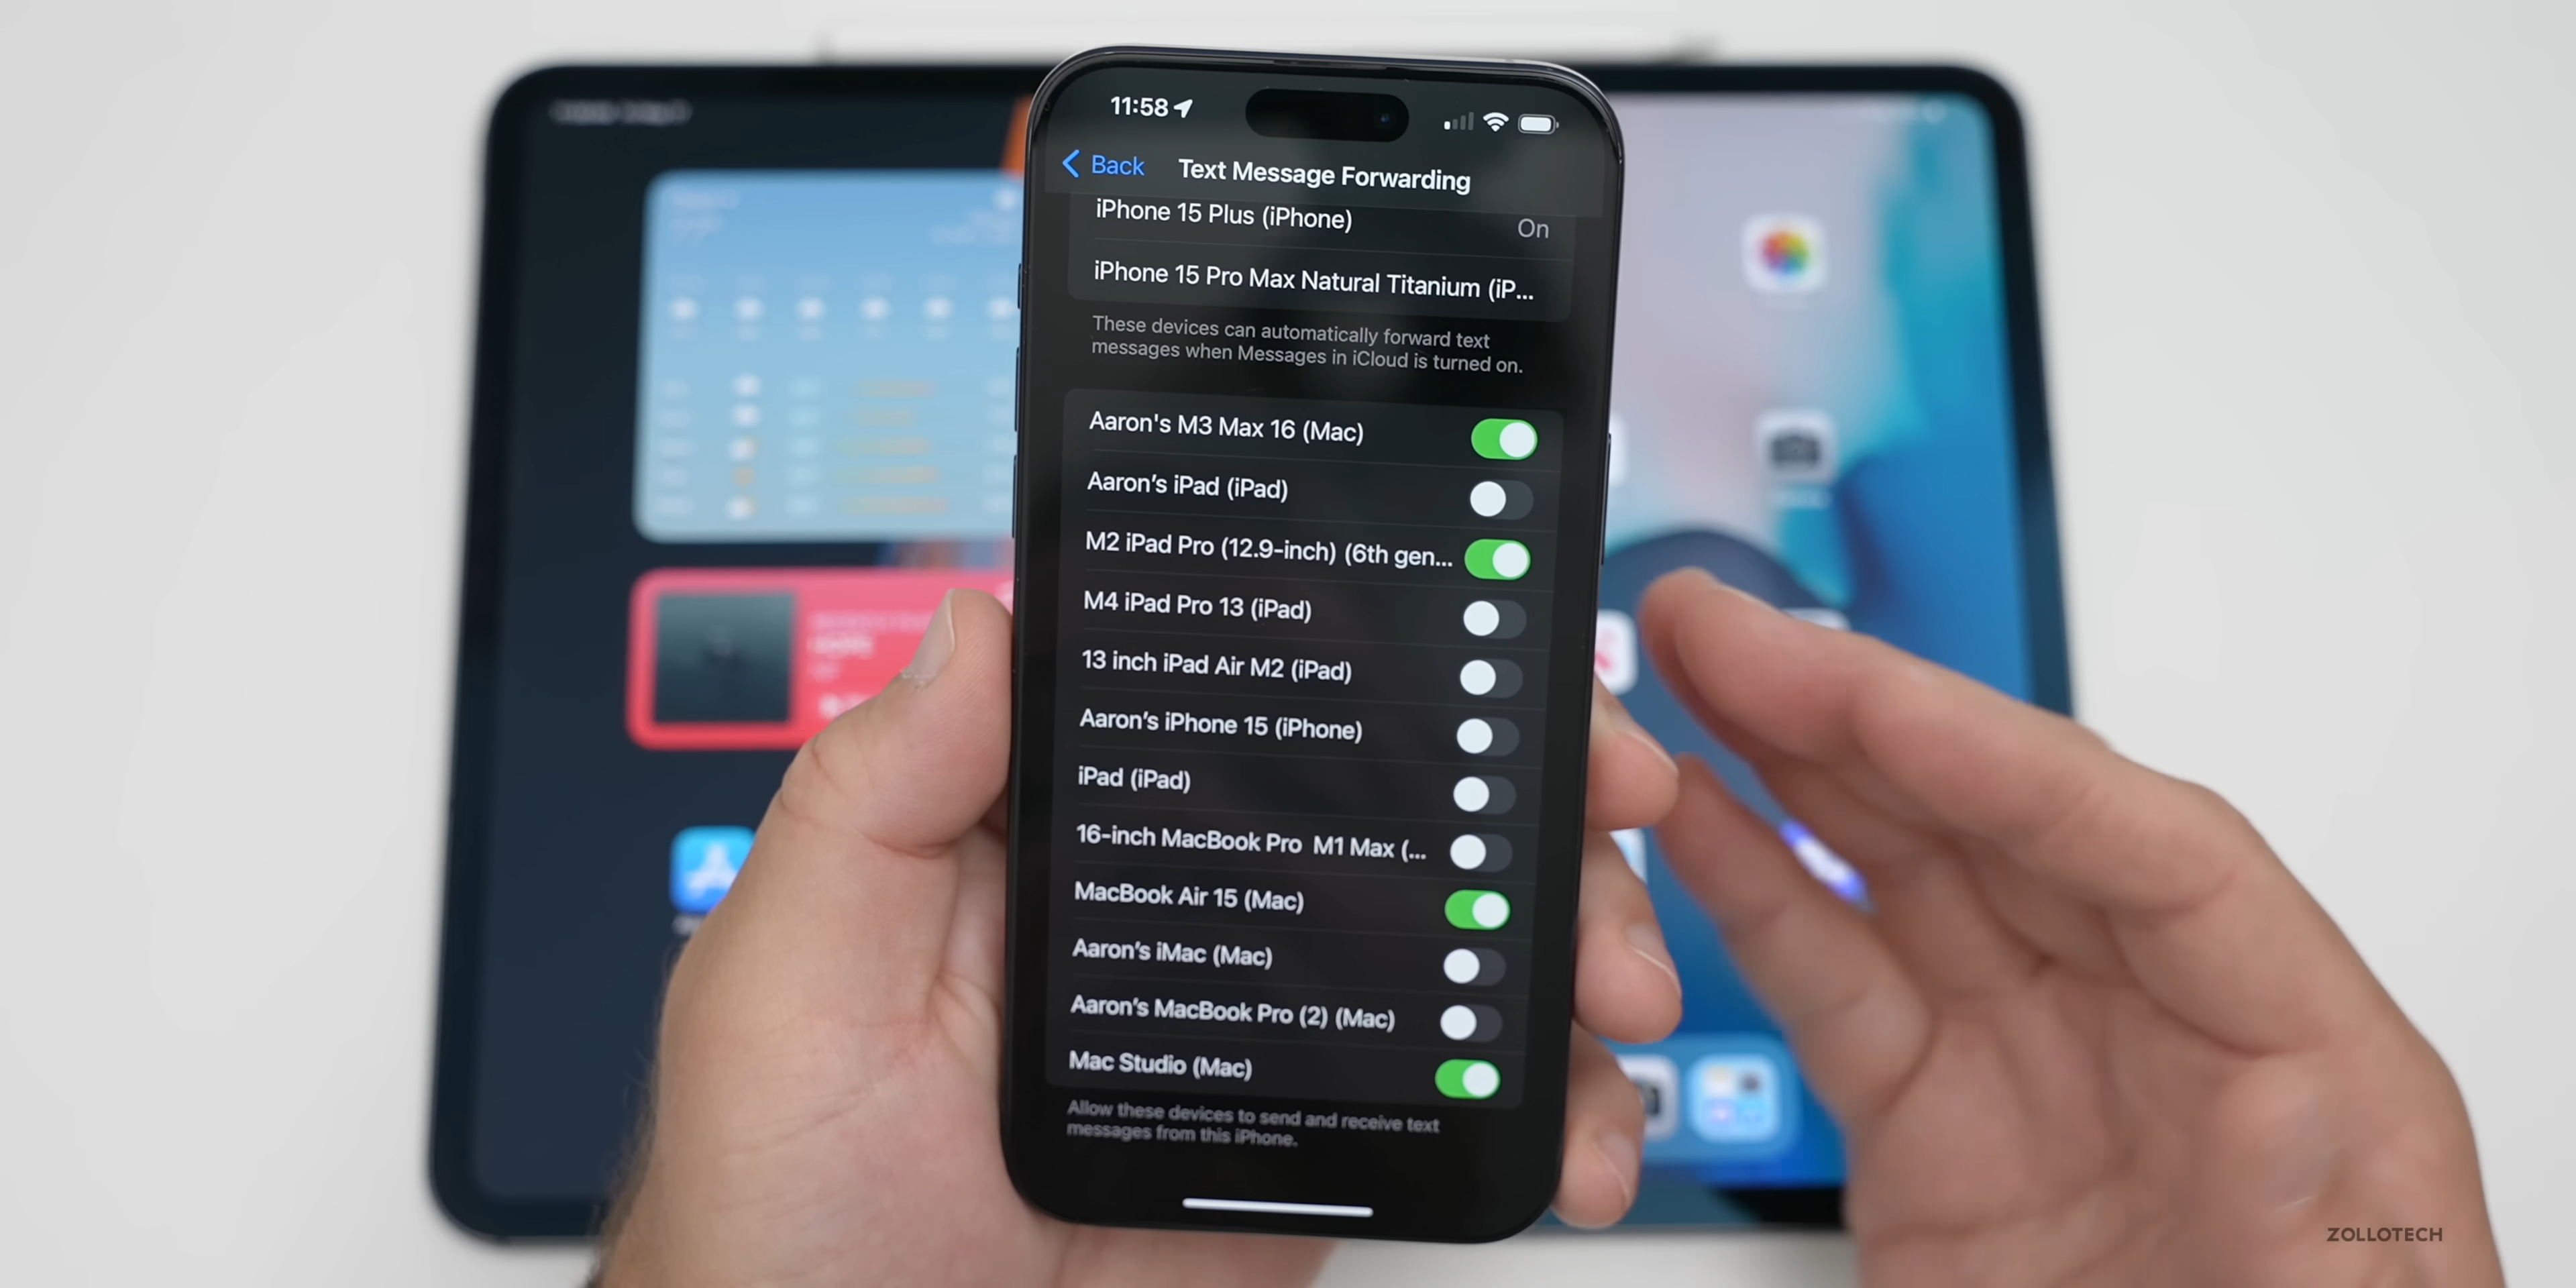 11:58
Back
Text Message Forwarding
iPhone 15 Plus (iPhone)
On
iPhone 15 Pro Max Natural Titanium (iP...
These devices can automatically forward text
messages when Messages in iCloud is turned on.
Aaron's M3 Max 16 (Mac)
Aaron’s iPad (iPad)
M2 iPad Pro (12.9-inch) (6th gen...
M4 iPad Pro 13 (iPad)
13 inch iPad Air M2 (iPad)
Aaron’s iPhone 15 (iPhone)
iPad (iPad)
16-inch MacBook Pro M1 Max (...
MacBook Air 15 (Mac)
Aaron’s iMac (Mac)
Aaron’s MacBook Pro (2) (Mac)
Mac Studio (Mac)
Allow these devices to send and receive text
messages from this iPhone.
ZOLLOTECH